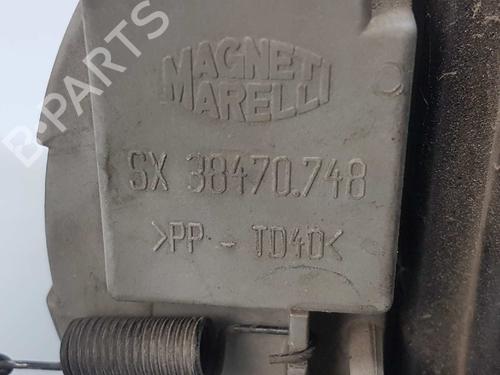 B-PARTS
MAGNETI
MARELLI
SX 38470.748
>PP - TD40<